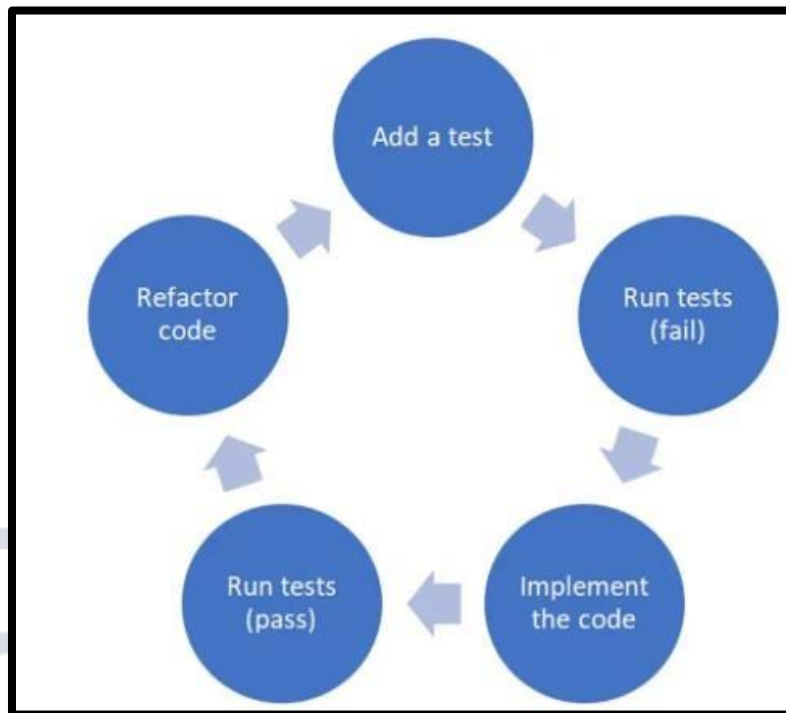 Add a test
Run tests
(fail)
Implement
the code
Run tests
(pass)
Refactor
code